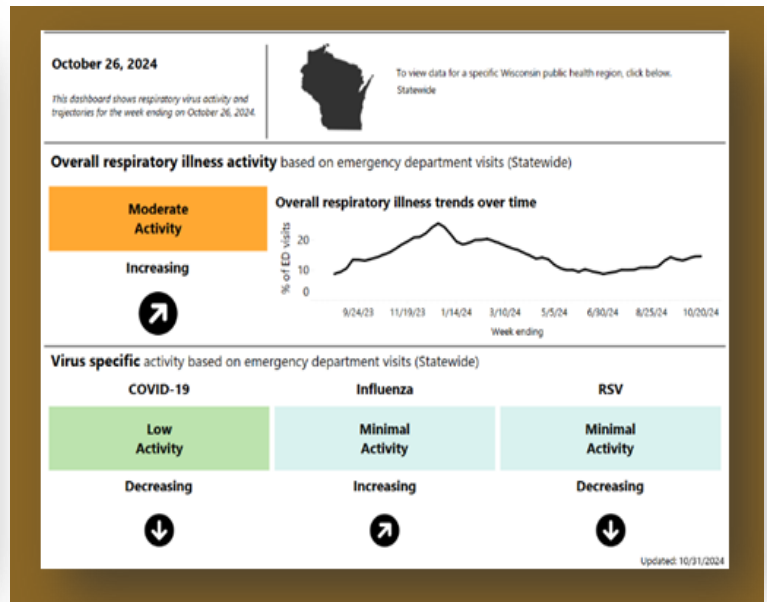 October 26, 2024
This dashboard shows respiratory virus activity and
trajectories for the week ending on October 26, 2024.
To view data for a specific Wisconsin public health region, click below.
Statewide
Overall respiratory illness activity based on emergency department visits (Statewide)
Moderate
Activity
Increasing
Overall respiratory illness trends over time
% of ED visits
20
10
0
9/24/23 11/19/23 1/14/24 3/10/24 5/5/24 6/30/24 8/25/24 10/20/24
Week ending
Virus specific activity based on emergency department visits (Statewide)
COVID-19 Influenza RSV
Low Minimal Minimal
Activity Activity Activity
Decreasing Increasing Decreasing
Updated: 10/31/2024